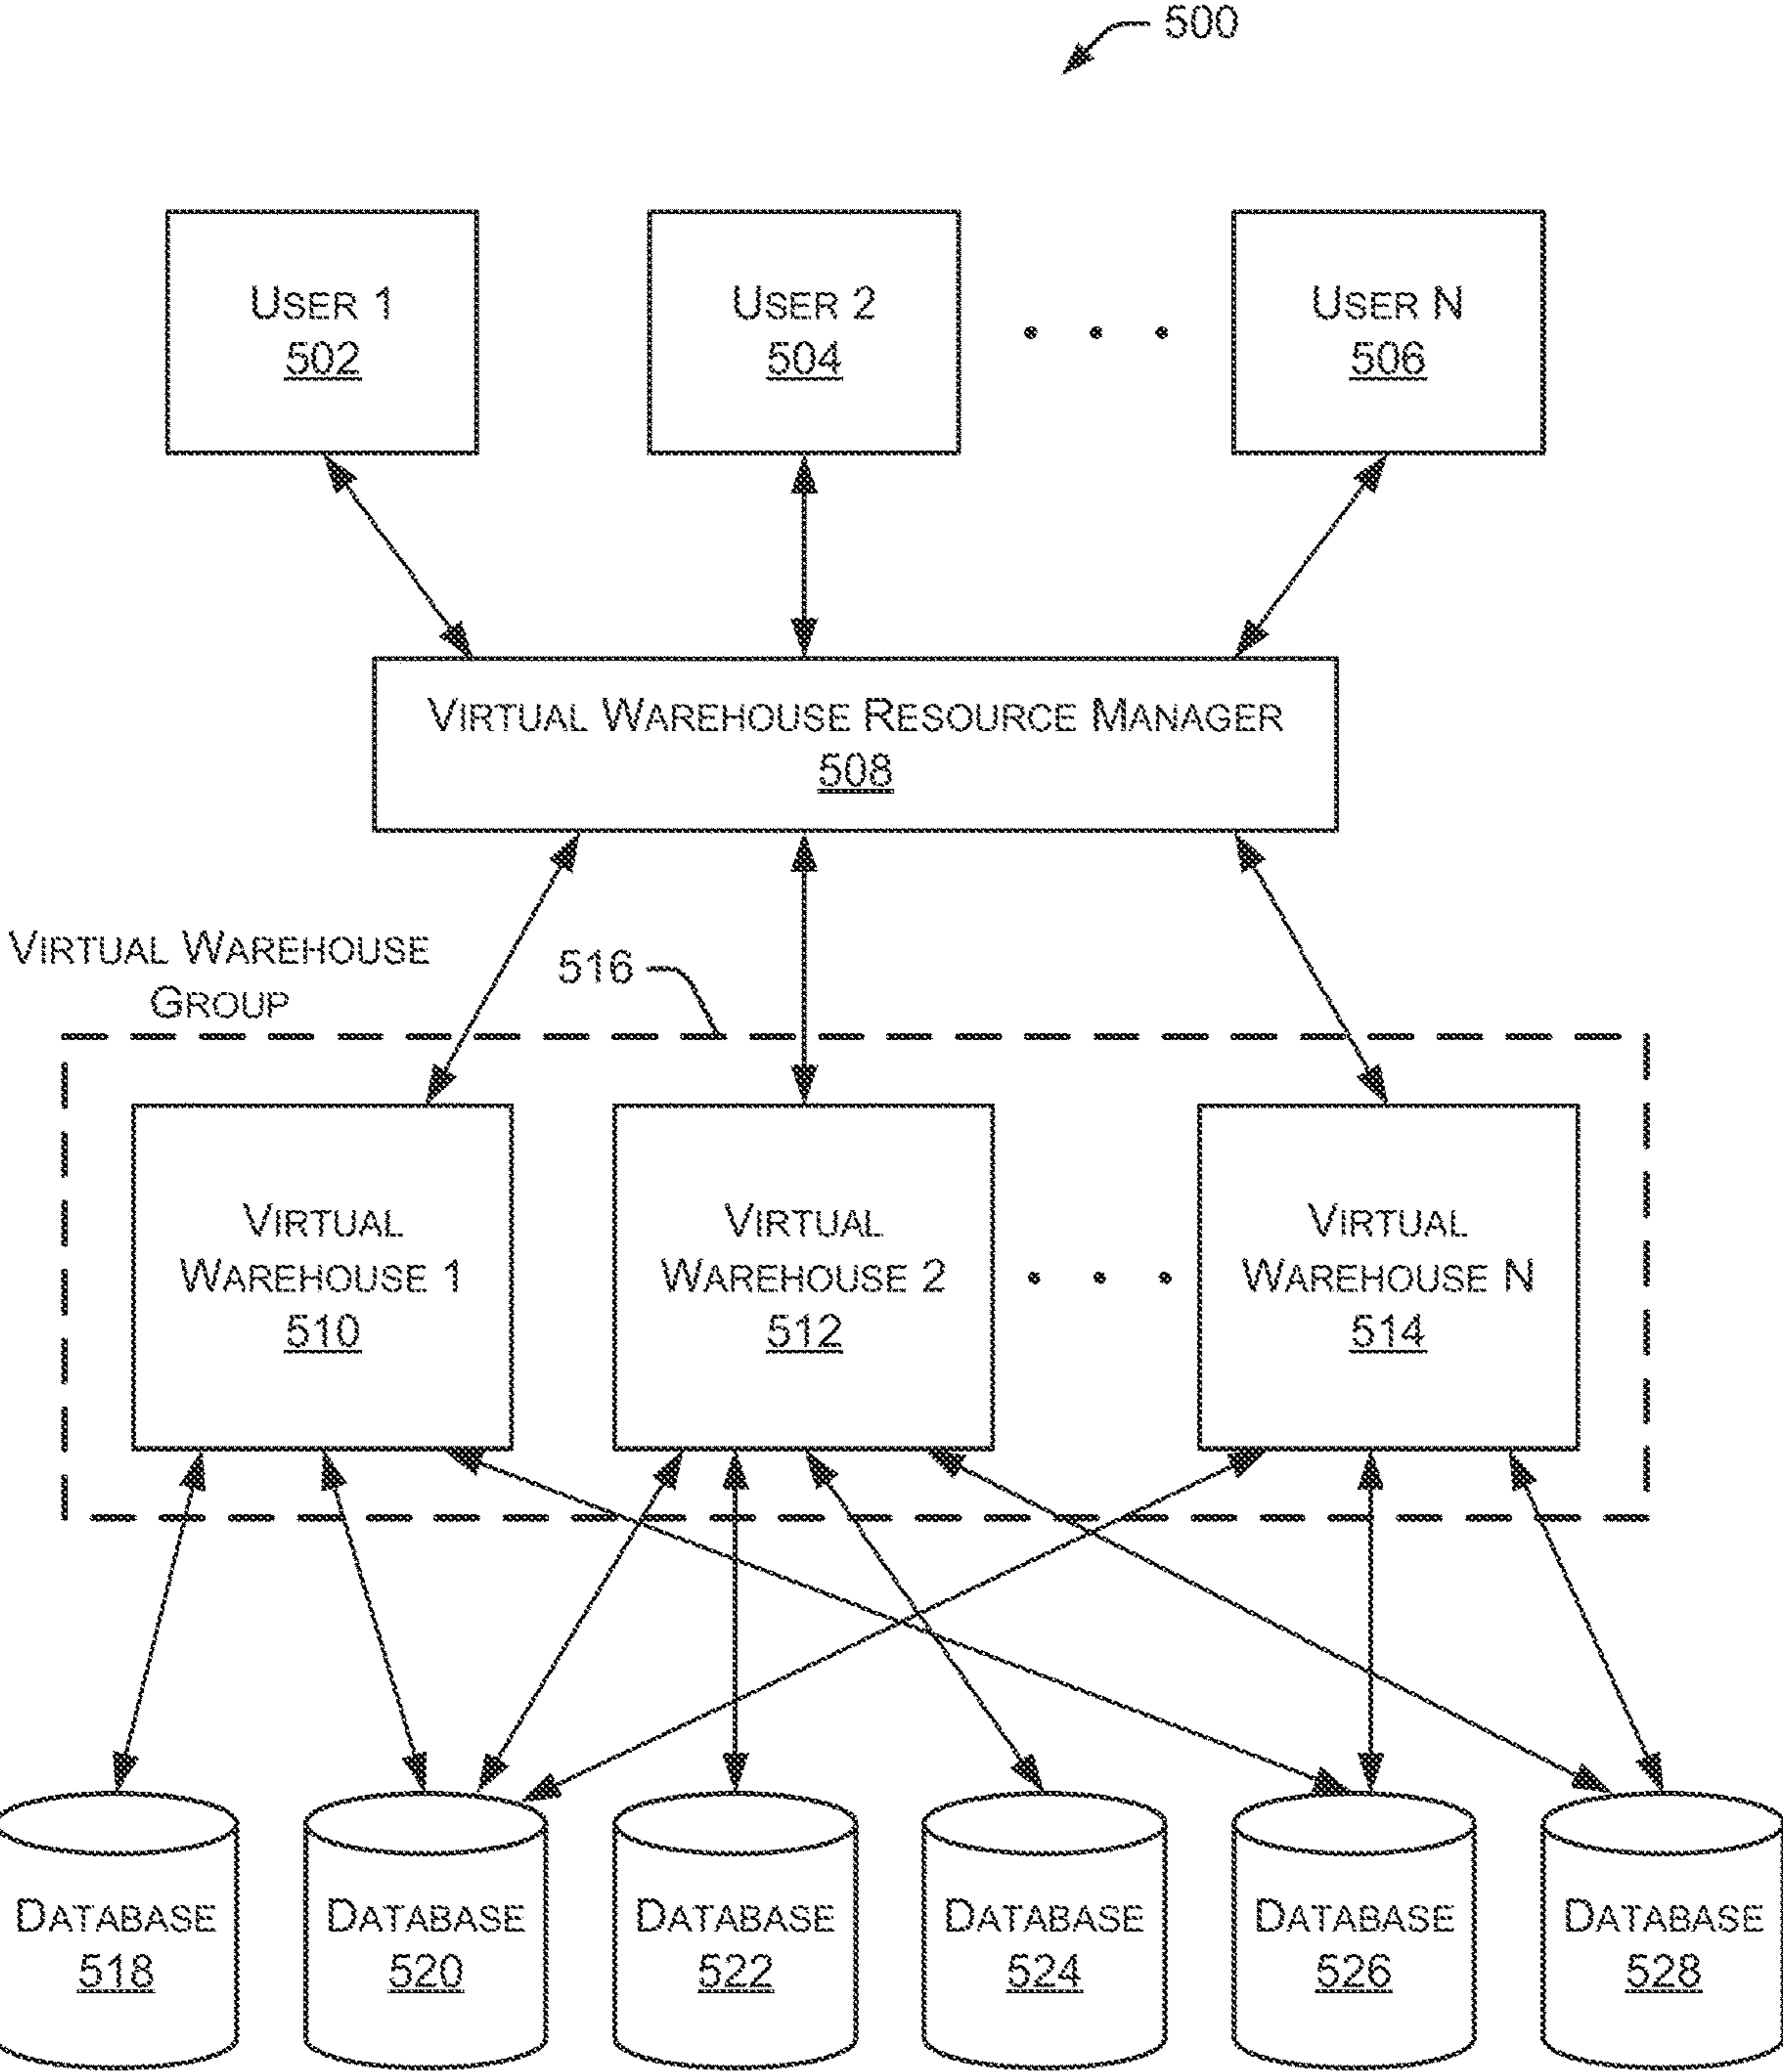 500
User 1
502
User 2
504
User N
506
Virtual Warehouse Resource Manager
508
Virtual Warehouse
Group
516
Virtual
Warehouse 1
510
Virtual
Warehouse 2
512
Virtual
Warehouse N
514
Database
518
Database
520
Database
522
Database
524
Database
526
Database
528